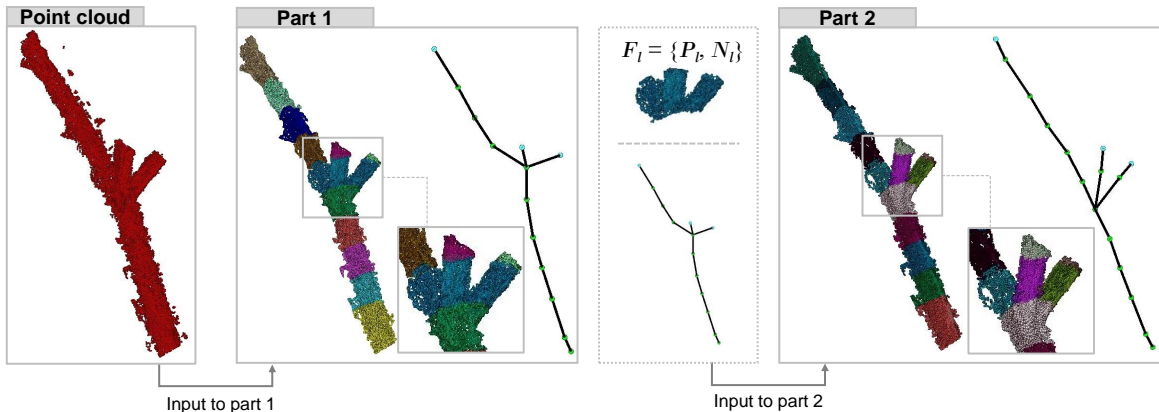 Point cloud
Part 1
F_l = {P_l, N_l}
Part 2
Input to part 1
Input to part 2